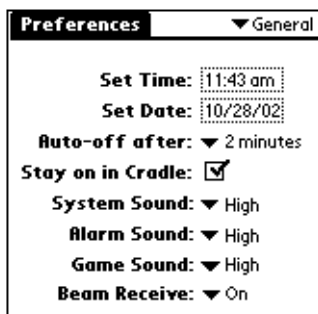 Preferences ▼ General
Set Time: 11:43 am
Set Date: 10/28/02
Auto-off after: ▼ 2 minutes
Stay on in Cradle: ☑
System Sound: ▼ High
Alarm Sound: ▼ High
Game Sound: ▼ High
Beam Receive: ▼ On